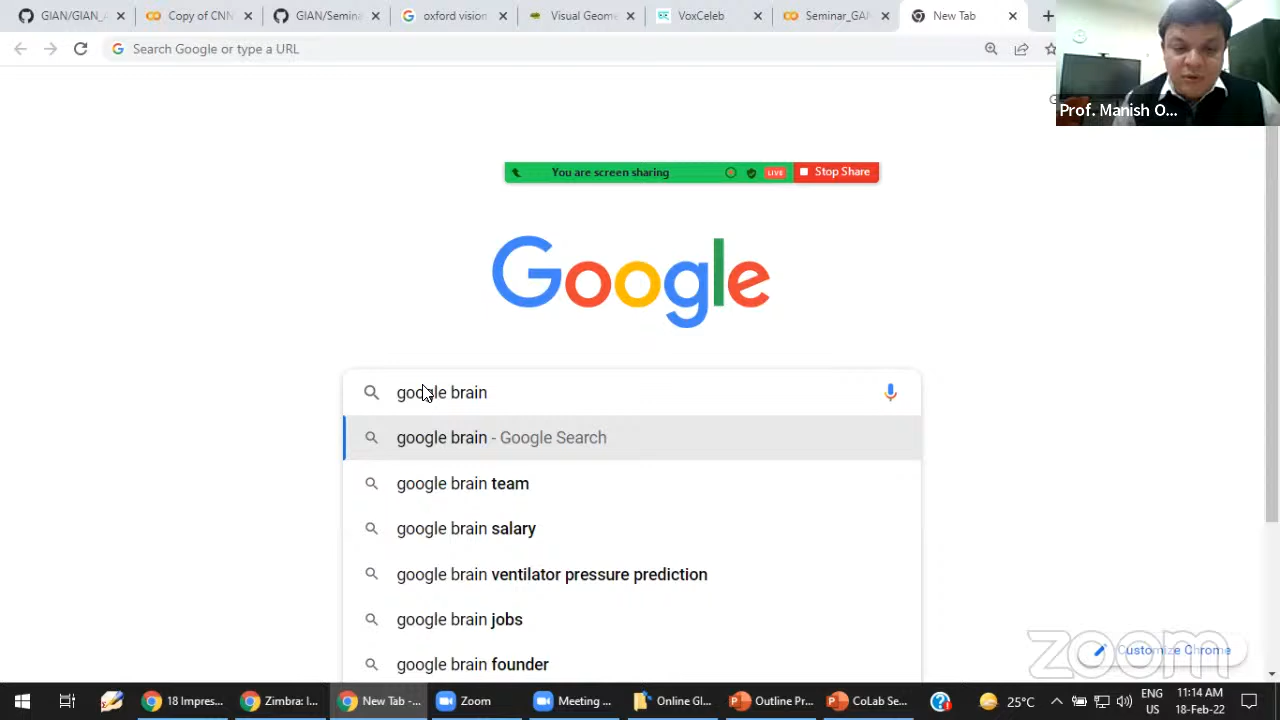 GIAN/GIAN_A
Copy of CNN
GIAN/Semina
oxford vision
Visual Geome
VoxCeleb
Seminar_GAN
New Tab
Search Google or type a URL
Prof. Manish O...
You are screen sharing
LIVE
Stop Share
Google
google brain
google brain - Google Search
google brain team
google brain salary
google brain ventilator pressure prediction
google brain jobs
google brain founder
zoom
Customize Chrome
18 Impres...
Zimbra: I...
New Tab -...
Zoom
Meeting ...
Online Gl...
Outline Pr...
CoLab Se...
25°C
ENG
US
11:14 AM
18-Feb-22